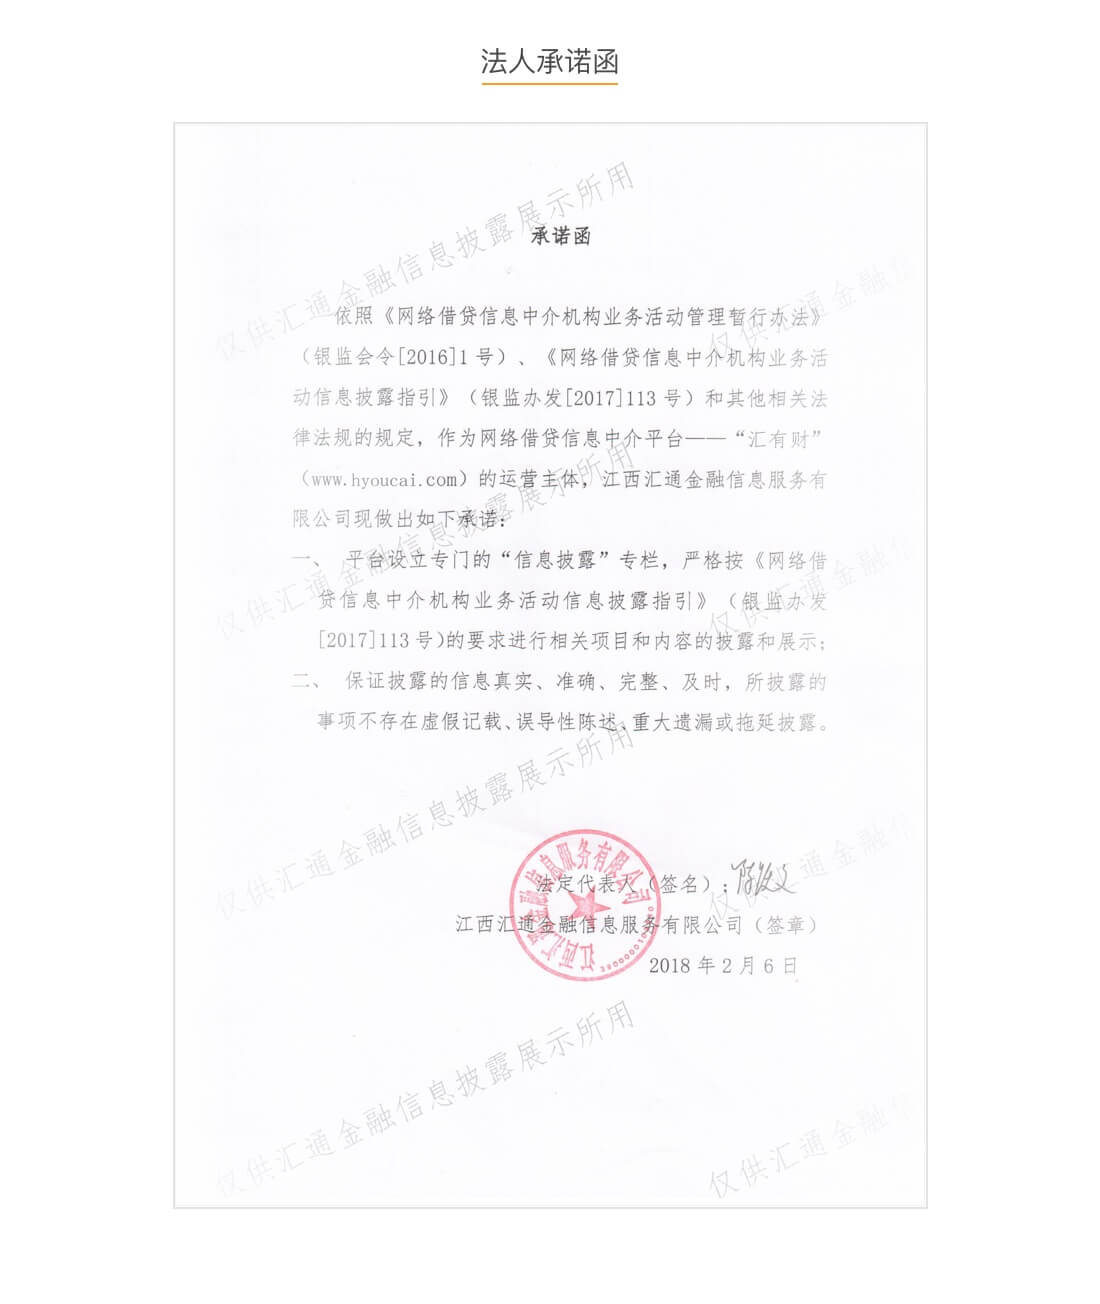 法人承诺函
承诺函
依照《网络借贷信息中介机构业务活动管理暂行办法》
（银监会令[2016]1 号）、《网络借贷信息中介机构业务活
动信息披露指引》（银监办发[2017]113 号）和其他相关法
律法规的规定，作为网络借贷信息中介平台——“汇有财”
（www.hyoucai.com）的运营主体，江西汇通金融信息服务有
限公司现做出如下承诺：
一、 平台设立专门的“信息披露”专栏，严格按《网络借
贷信息中介机构业务活动信息披露指引》（银监办发
[2017]113 号）的要求进行相关项目和内容的披露和展示；
二、 保证披露的信息真实、准确、完整、及时，所披露的
事项不存在虚假记载、误导性陈述、重大遗漏或拖延披露。
法定代表人（签名）：
江西汇通金融信息服务有限公司（签章）
2018 年 2 月 6 日
江西汇通金融信息服务有限公司
仅供汇通金融信息披露展示所用
仅供汇通金融信
仅供汇通金融信息披露展示所用
仅供汇通金融信
仅供汇通金融信息披露展示所用
仅供汇通金融信
仅供汇通金融信息披露展示所用
仅供汇通金融信